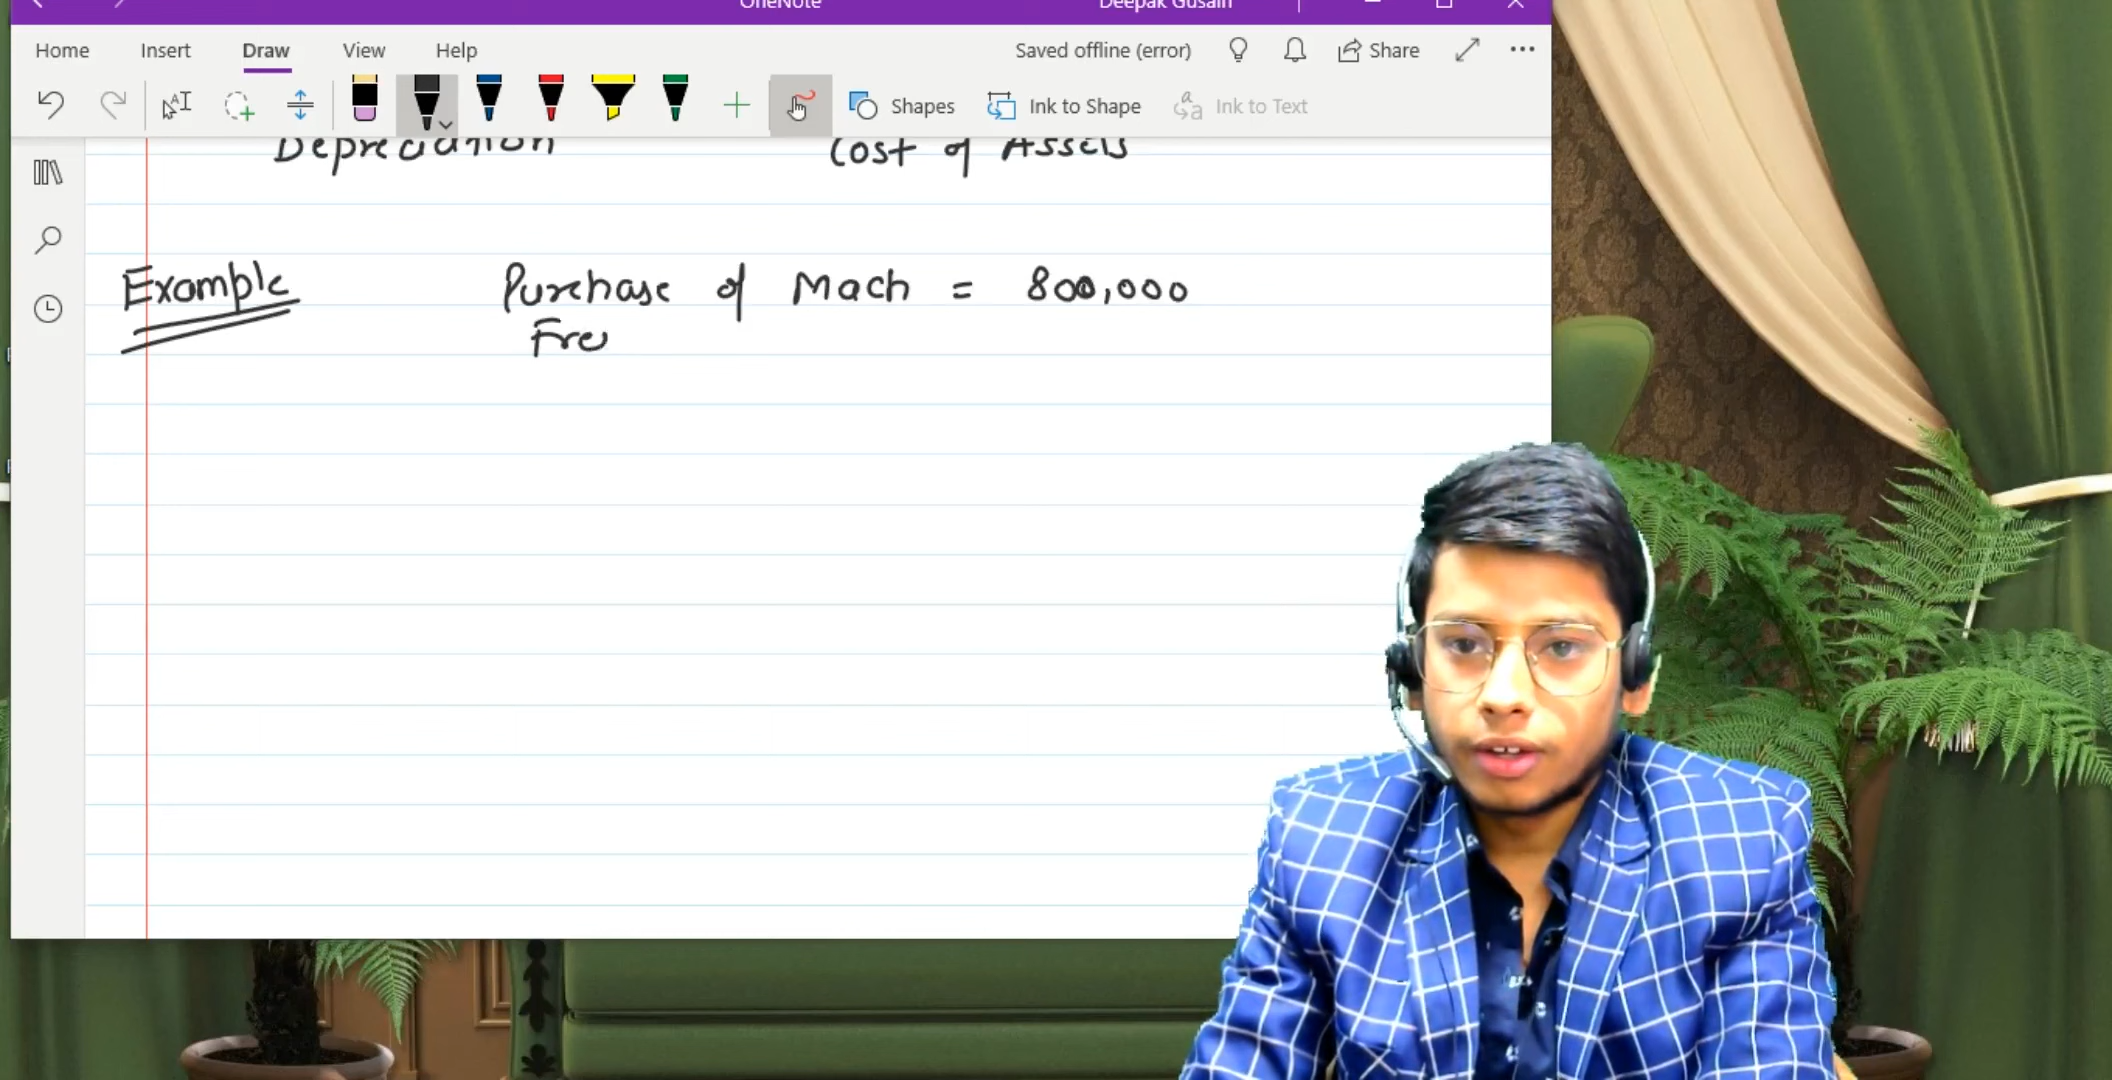 OneNote
Deepak Gusain
Home Insert Draw View Help Saved offline (error) Share
Shapes Ink to Shape Ink to Text
Depreciation Cost of Assets
Example Purchase of Mach = 800,000
Fre